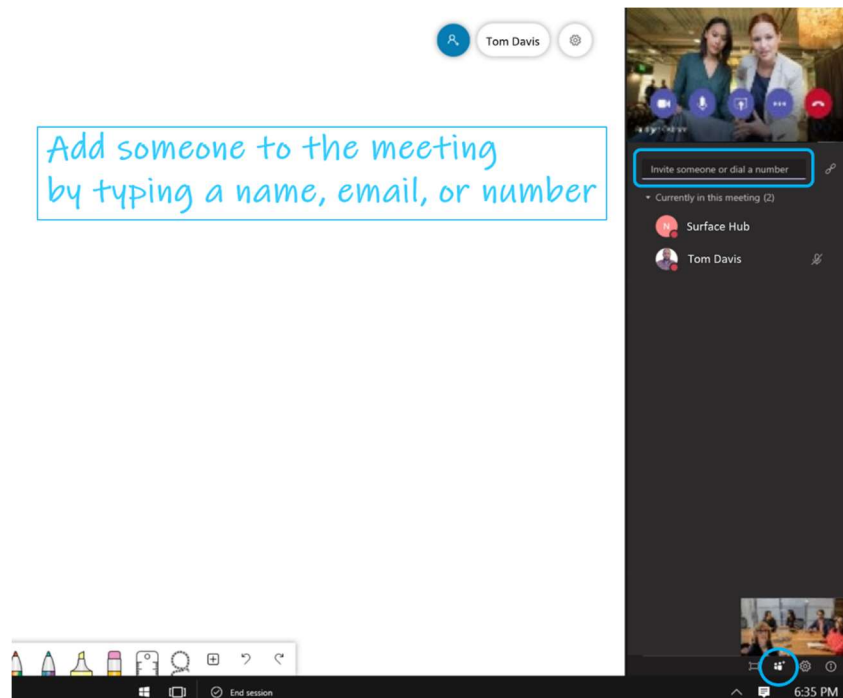 Tom Davis
Add someone to the meeting
by typing a name, email, or number
Invite someone or dial a number
Currently in this meeting (2)
N
Surface Hub
Tom Davis
End session
6:35 PM